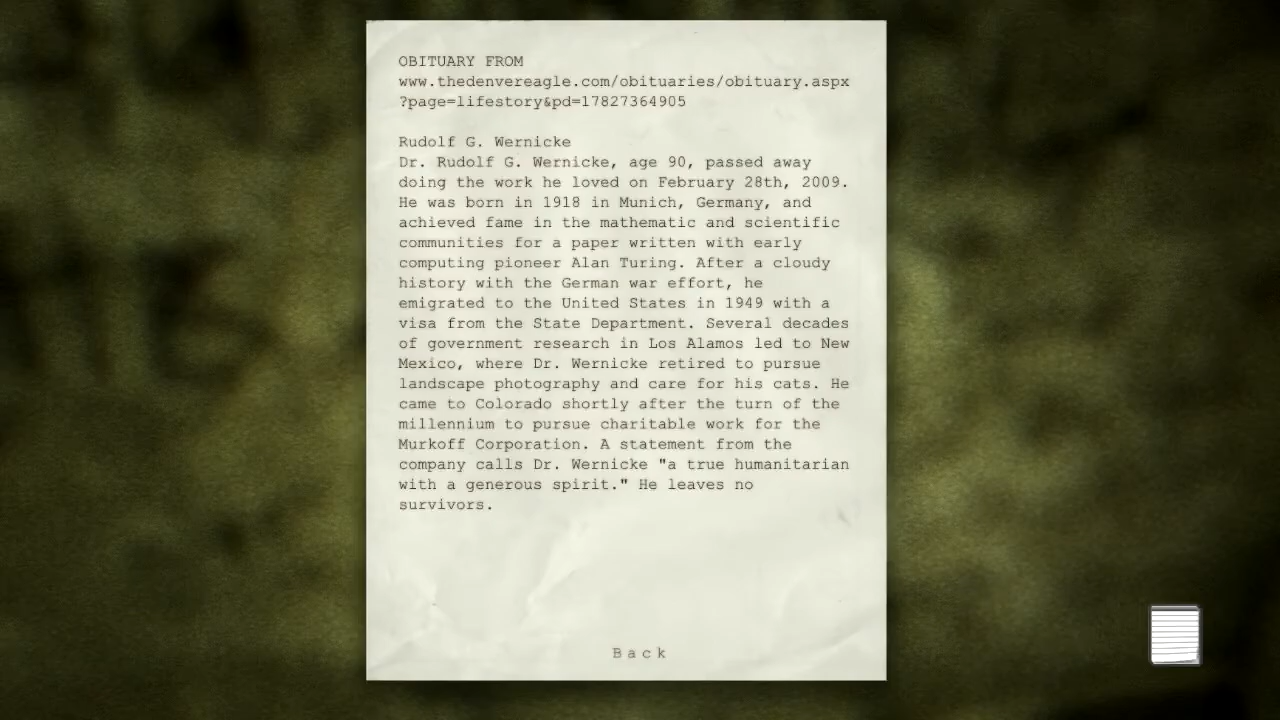 OBITUARY FROM
www.thedenvereagle.com/obituaries/obituary.aspx
?page=lifestory&pd=17827364905
Rudolf G. Wernicke
Dr. Rudolf G. Wernicke, age 90, passed away
doing the work he loved on February 28th, 2009.
He was born in 1918 in Munich, Germany, and
achieved fame in the mathematic and scientific
communities for a paper written with early
computing pioneer Alan Turing. After a cloudy
history with the German war effort, he
emigrated to the United States in 1949 with a
visa from the State Department. Several decades
of government research in Los Alamos led to New
Mexico, where Dr. Wernicke retired to pursue
landscape photography and care for his cats. He
came to Colorado shortly after the turn of the
millennium to pursue charitable work for the
Murkoff Corporation. A statement from the
company calls Dr. Wernicke "a true humanitarian
with a generous spirit." He leaves no
survivors.
Back